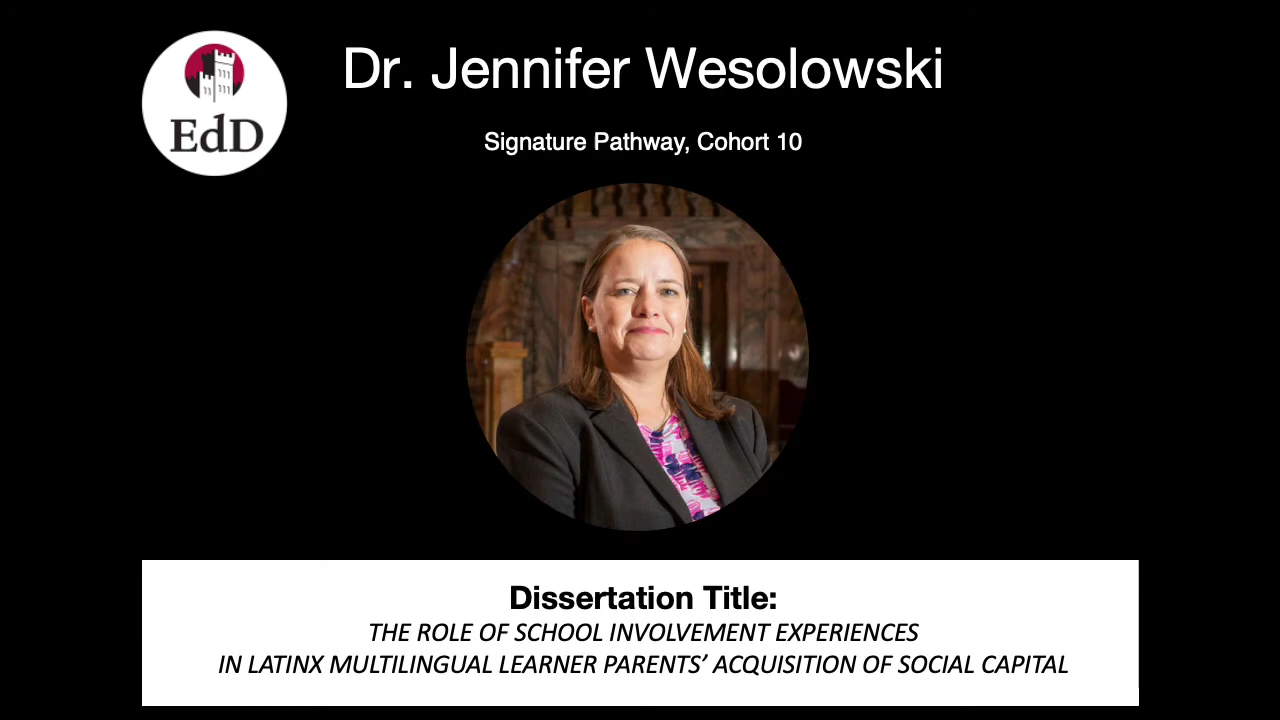 EdD
Dr. Jennifer Wesolowski
Signature Pathway, Cohort 10
Dissertation Title:
THE ROLE OF SCHOOL INVOLVEMENT EXPERIENCES
IN LATINX MULTILINGUAL LEARNER PARENTS’ ACQUISITION OF SOCIAL CAPITAL